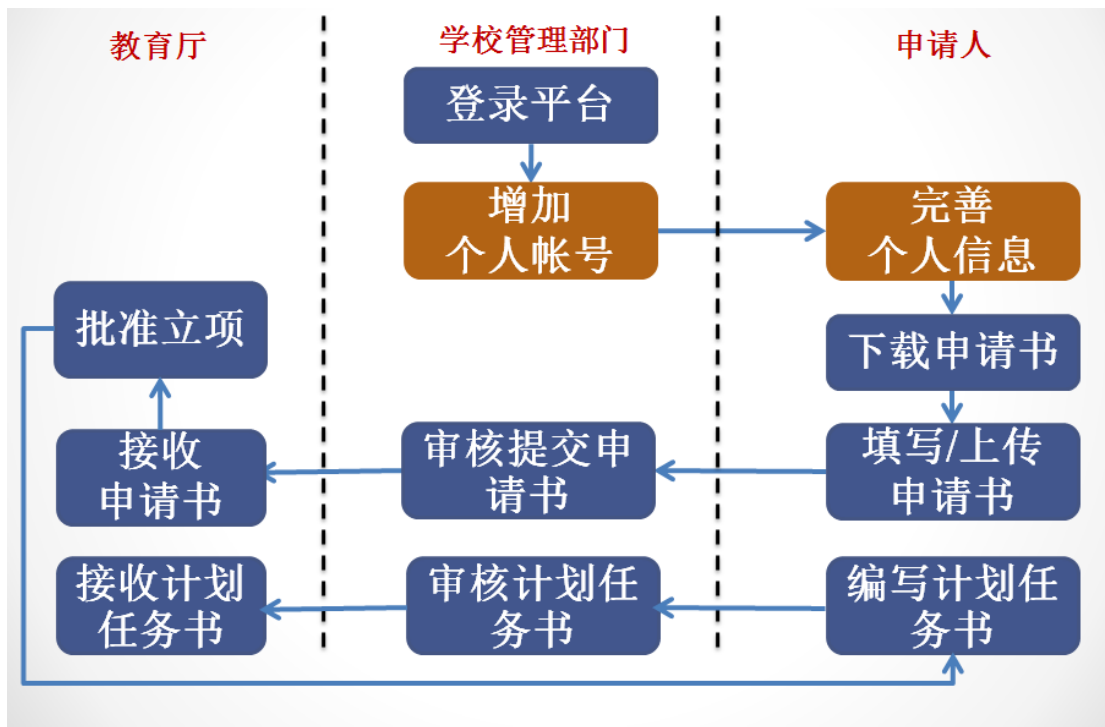 教育厅
学校管理部门
申请人
登录平台
增加
个人帐号
完善
个人信息
批准立项
下载申请书
接收
申请书
审核提交申
请书
填写/上传
申请书
接收计划
任务书
审核计划任
务书
编写计划任
务书